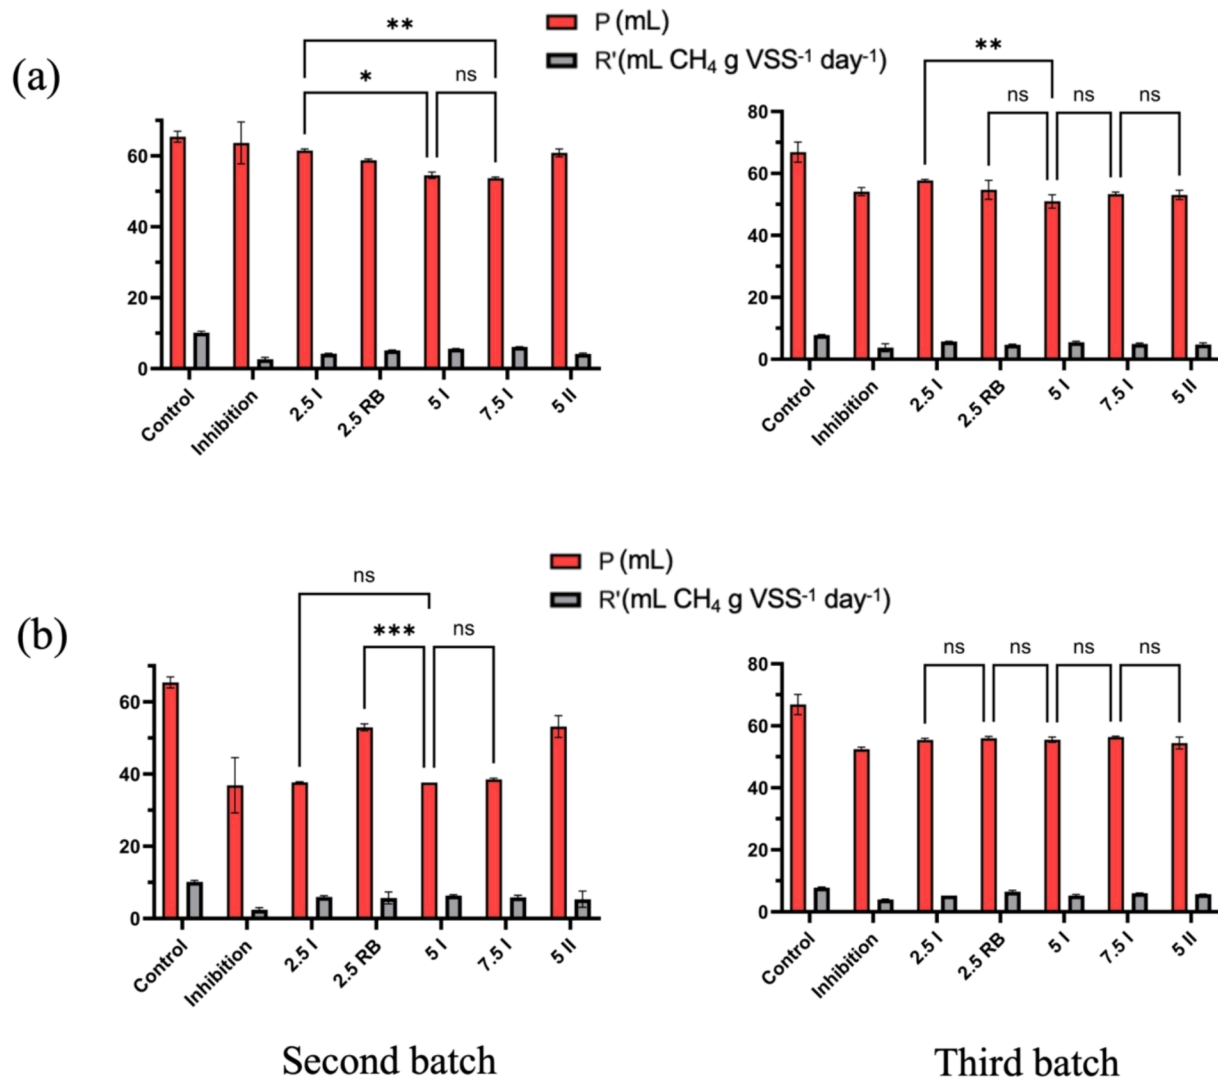 (a)
P (mL)
R'(mL CH₄ g VSS⁻¹ day⁻¹)
**
*
ns
60
40
20
0
Control
Inhibition
2.5 I
2.5 RB
5 I
7.5 I
5 II
**
ns
ns
ns
80
60
40
20
0
Control
Inhibition
2.5 I
2.5 RB
5 I
7.5 I
5 II
(b)
P (mL)
R'(mL CH₄ g VSS⁻¹ day⁻¹)
ns
***
ns
60
40
20
0
Control
Inhibition
2.5 I
2.5 RB
5 I
7.5 I
5 II
ns
ns
ns
ns
80
60
40
20
0
Control
Inhibition
2.5 I
2.5 RB
5 I
7.5 I
5 II
Second batch
Third batch